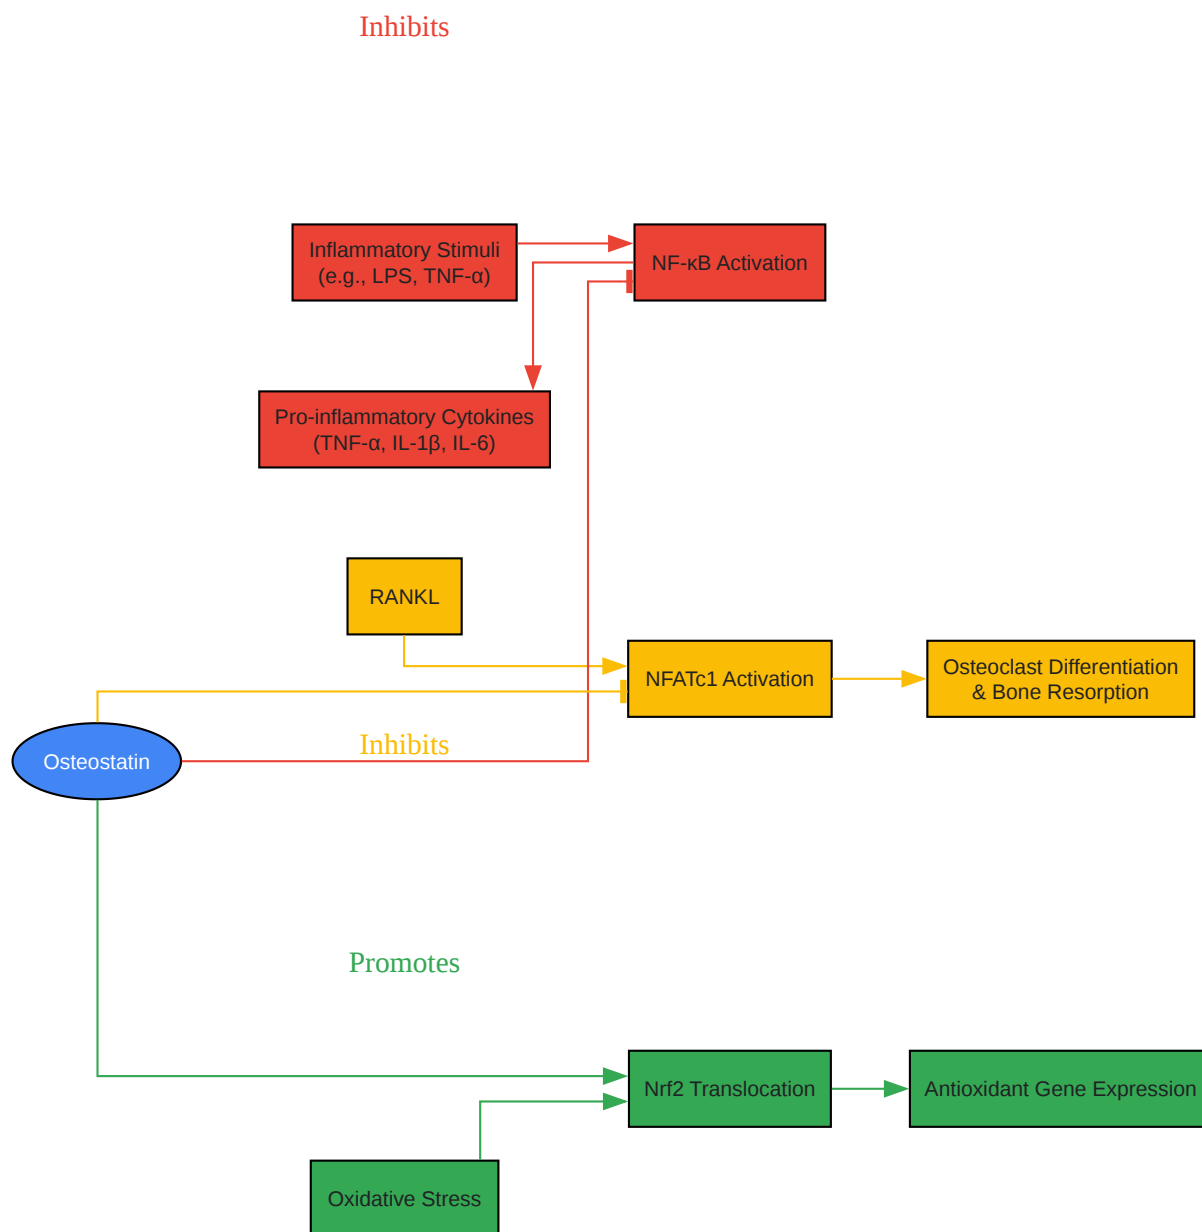 Inhibits
Inflammatory Stimuli
(e.g., LPS, TNF-α)
NF-κB Activation
Pro-inflammatory Cytokines
(TNF-α, IL-1β, IL-6)
RANKL
NFATc1 Activation
Osteoclast Differentiation
& Bone Resorption
Inhibits
Osteostatin
Promotes
Nrf2 Translocation
Antioxidant Gene Expression
Oxidative Stress